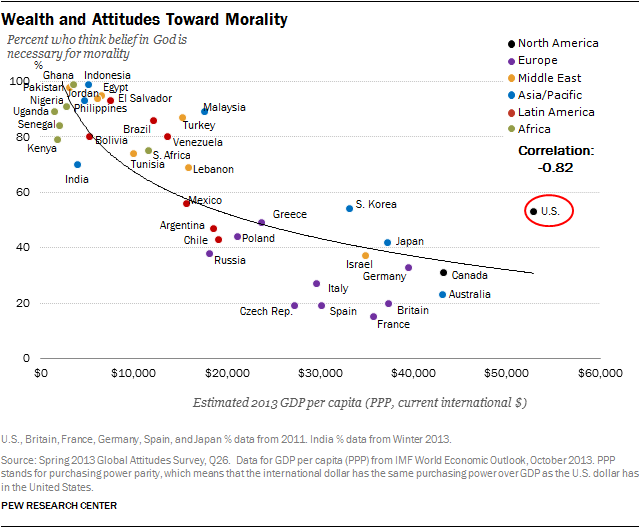 Wealth and Attitudes Toward Morality
Percent who think belief in God is
necessary for morality
%
North America
Europe
Middle East
Asia/Pacific
Latin America
Africa
Correlation:
-0.82
100
80
60
40
20
0
Ghana
Indonesia
Pakistan
Jordan
Egypt
Nigeria
Philippines
El Salvador
Malaysia
Uganda
Senegal
Brazil
Turkey
Kenya
Bolivia
Venezuela
Tunisia
S. Africa
India
Lebanon
Mexico
Greece
S. Korea
U.S.
Argentina
Chile
Poland
Japan
Russia
Israel
Germany
Canada
Italy
Australia
Czech Rep.
Spain
Britain
France
$0
$10,000
$20,000
$30,000
$40,000
$50,000
$60,000
Estimated 2013 GDP per capita (PPP, current international $)
U.S., Britain, France, Germany, Spain, and Japan % data from 2011. India % data from Winter 2013.
Source: Spring 2013 Global Attitudes Survey, Q26. Data for GDP per capita (PPP) from IMF World Economic Outlook, October 2013. PPP
stands for purchasing power parity, which means that the international dollar has the same purchasing power over GDP as the U.S. dollar has
in the United States.
PEW RESEARCH CENTER